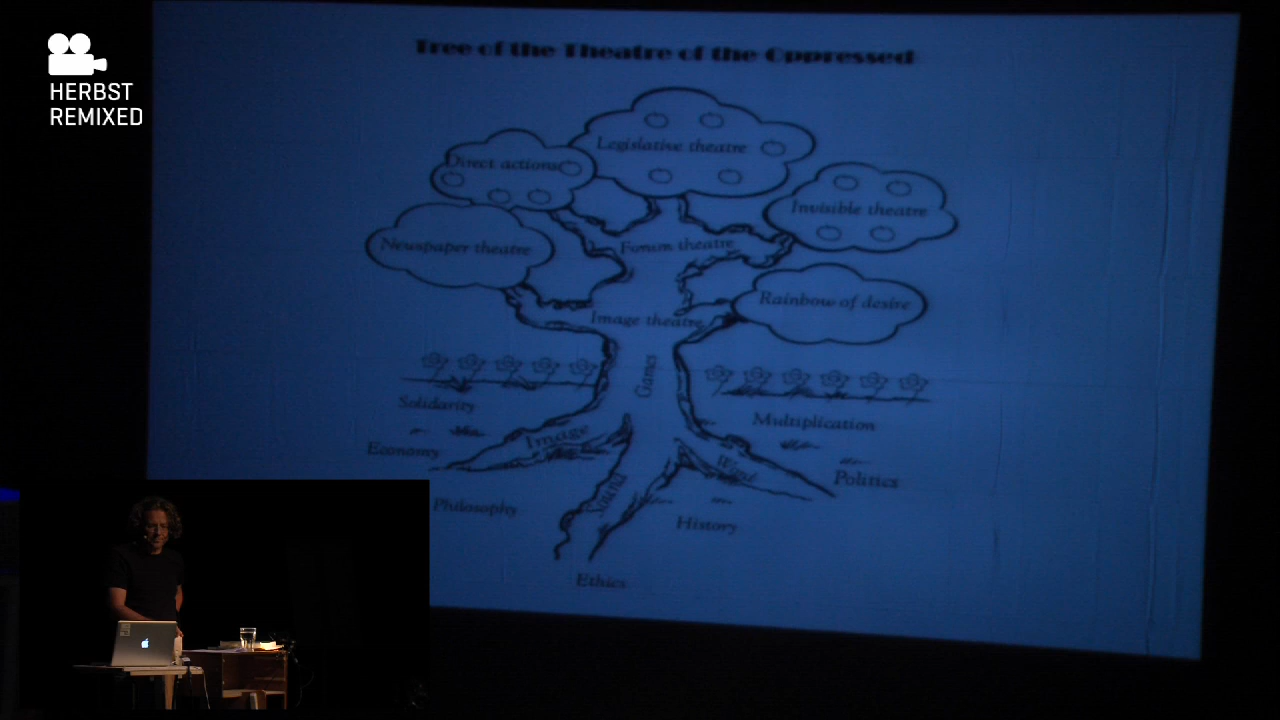 HERBST
REMIXED
Tree of the Theatre of the Oppressed
Legislative theatre
Direct actions
Invisible theatre
Newspaper theatre
Forum theatre
Rainbow of desire
Image theatre
Games
Solidarity
Multiplication
Image
Word
Economy
Politics
Sound
Philosophy
History
Ethics